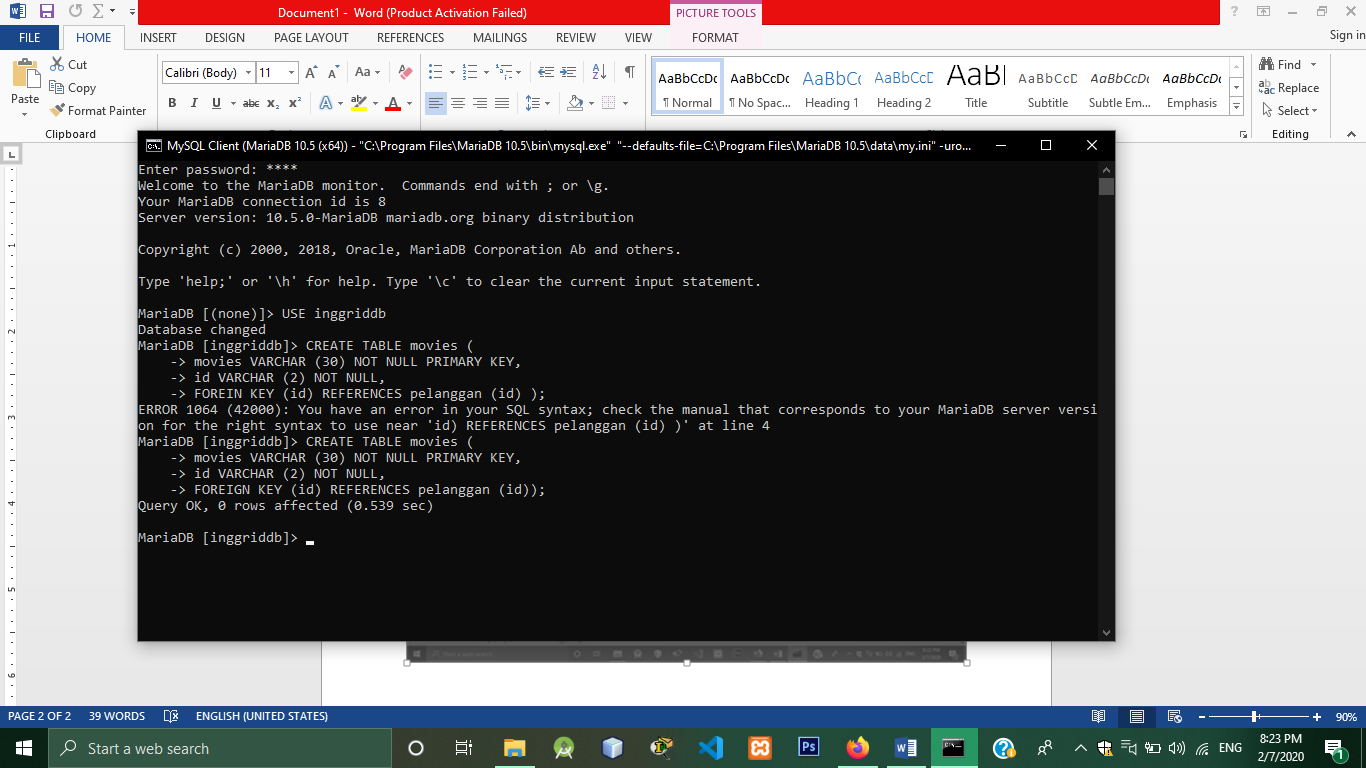 Document1 - Word (Product Activation Failed)
PICTURE TOOLS
?
FILE
HOME
INSERT
DESIGN
PAGE LAYOUT
REFERENCES
MAILINGS
REVIEW
VIEW
FORMAT
Sign in
Paste
Cut
Copy
Format Painter
Clipboard
Calibri (Body)
11
AaBbCcDc
¶ Normal
AaBbCcDc
¶ No Spac...
AaBbCc
Heading 1
AaBbCcD
Heading 2
AaB
Title
AaBbCcD
Subtitle
AaBbCcDc
Subtle Em...
AaBbCcDc
Emphasis
Find
Replace
Select
Editing
MySQL Client (MariaDB 10.5 (x64)) - "C:\Program Files\MariaDB 10.5\bin\mysql.exe" "--defaults-file=C:\Program Files\MariaDB 10.5\data\my.ini" -uro...
Enter password: ****
Welcome to the MariaDB monitor.  Commands end with ; or \g.
Your MariaDB connection id is 8
Server version: 10.5.0-MariaDB mariadb.org binary distribution
Copyright (c) 2000, 2018, Oracle, MariaDB Corporation Ab and others.
Type 'help;' or '\h' for help. Type '\c' to clear the current input statement.
MariaDB [(none)]> USE inggriddb
Database changed
MariaDB [inggriddb]> CREATE TABLE movies (
    -> movies VARCHAR (30) NOT NULL PRIMARY KEY,
    -> id VARCHAR (2) NOT NULL,
    -> FOREIN KEY (id) REFERENCES pelanggan (id) );
ERROR 1064 (42000): You have an error in your SQL syntax; check the manual that corresponds to your MariaDB server versi
on for the right syntax to use near 'id) REFERENCES pelanggan (id) )' at line 4
MariaDB [inggriddb]> CREATE TABLE movies (
    -> movies VARCHAR (30) NOT NULL PRIMARY KEY,
    -> id VARCHAR (2) NOT NULL,
    -> FOREIGN KEY (id) REFERENCES pelanggan (id));
Query OK, 0 rows affected (0.539 sec)
MariaDB [inggriddb]>
PAGE 2 OF 2
39 WORDS
ENGLISH (UNITED STATES)
90%
Start a web search
ENG
8:23 PM
2/7/2020
1